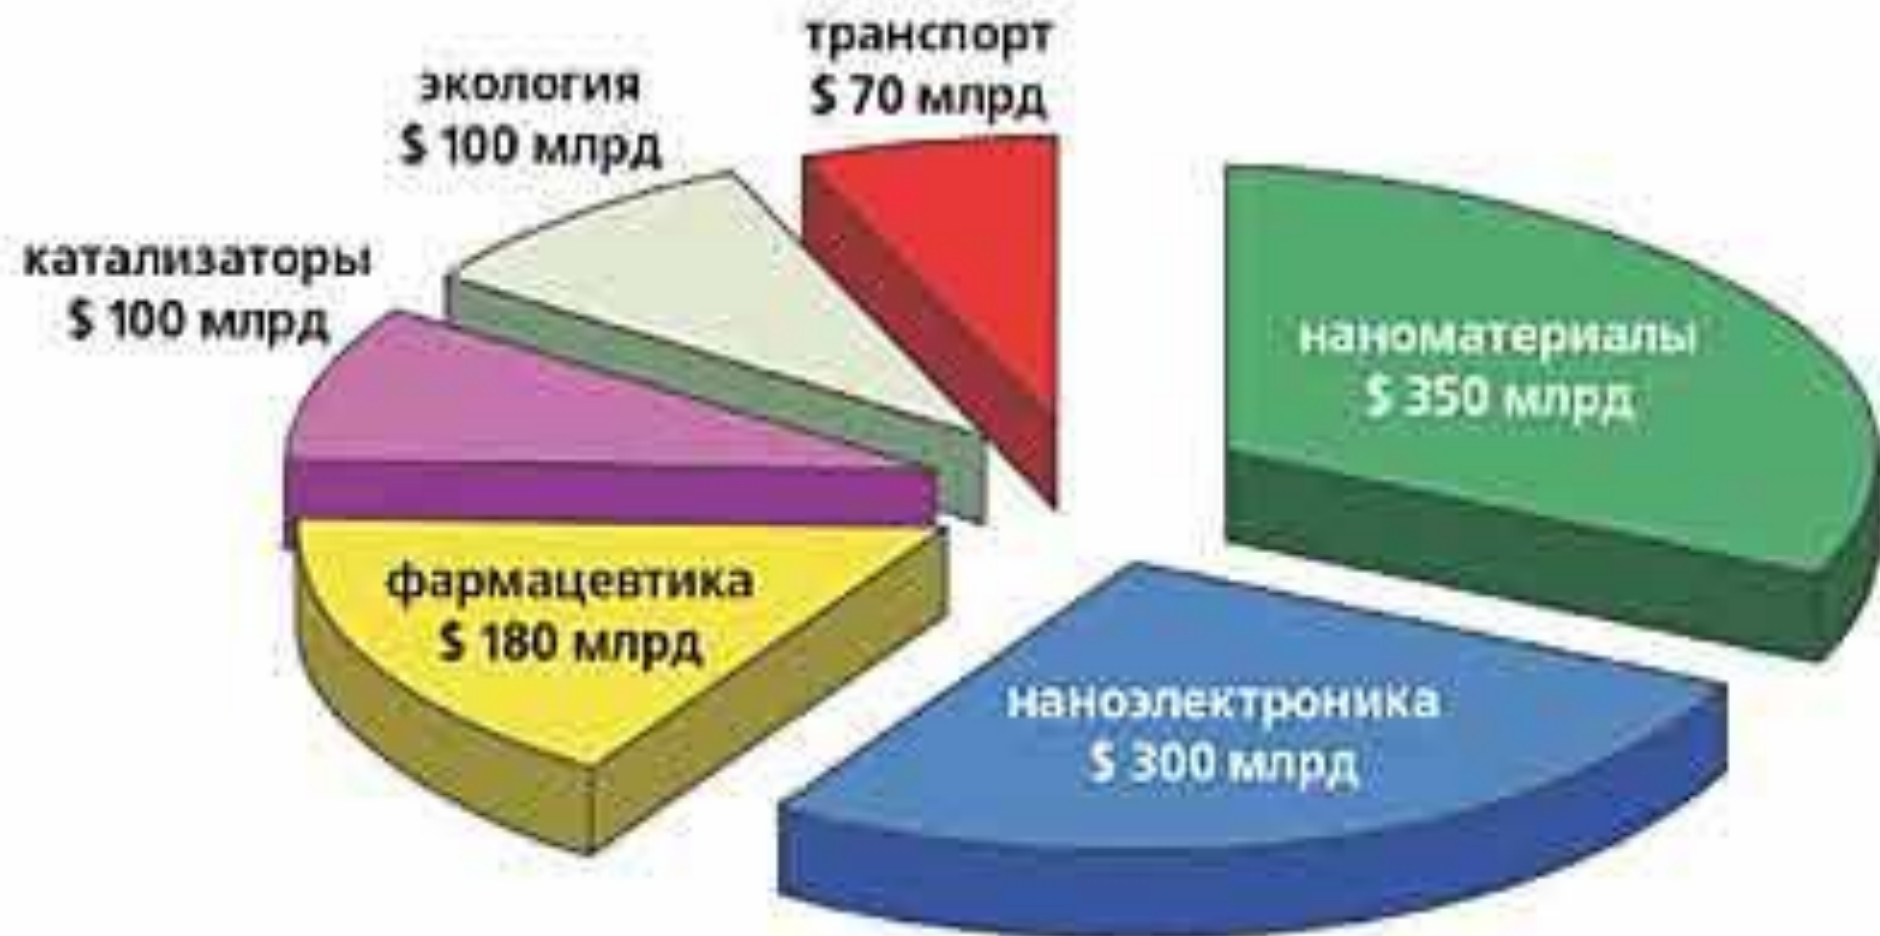 транспорт
$ 70 млрд
экология
$ 100 млрд
катализаторы
$ 100 млрд
наноматериалы
$ 350 млрд
фармацевтика
$ 180 млрд
наноэлектроника
$ 300 млрд